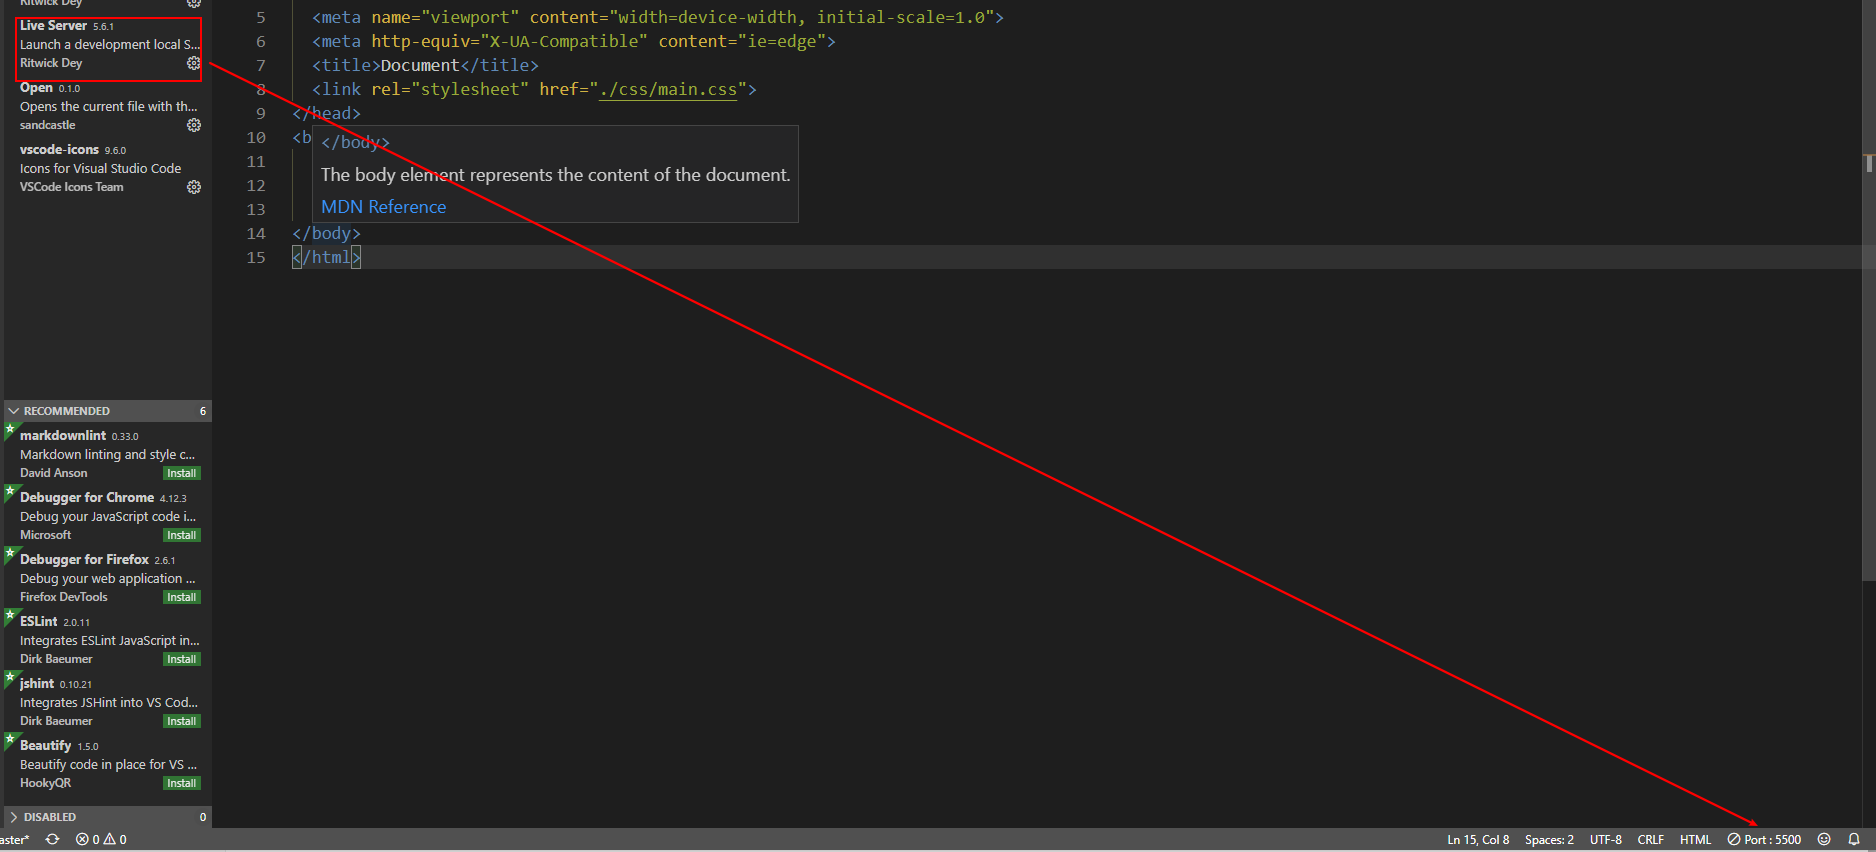 Ritwick Dey
Live Server 5.6.1
Launch a development local S...
Ritwick Dey
Open 0.1.0
Opens the current file with th...
sandcastle
vscode-icons 9.6.0
Icons for Visual Studio Code
VSCode Icons Team
RECOMMENDED 6
markdownlint 0.33.0
Markdown linting and style c...
David Anson Install
Debugger for Chrome 4.12.3
Debug your JavaScript code i...
Microsoft Install
Debugger for Firefox 2.6.1
Debug your web application ...
Firefox DevTools Install
ESLint 2.0.11
Integrates ESLint JavaScript in...
Dirk Baeumer Install
jshint 0.10.21
Integrates JSHint into VS Cod...
Dirk Baeumer Install
Beautify 1.5.0
Beautify code in place for VS ...
HookyQR Install
DISABLED 0
5 <meta name="viewport" content="width=device-width, initial-scale=1.0">
6 <meta http-equiv="X-UA-Compatible" content="ie=edge">
7 <title>Document</title>
8 <link rel="stylesheet" href="./css/main.css">
9 </head>
10 <b
11
12
13
</body>
The body element represents the content of the document.
MDN Reference
14 </body>
15 </html>
aster* 0 0 Ln 15, Col 8 Spaces: 2 UTF-8 CRLF HTML Port : 5500